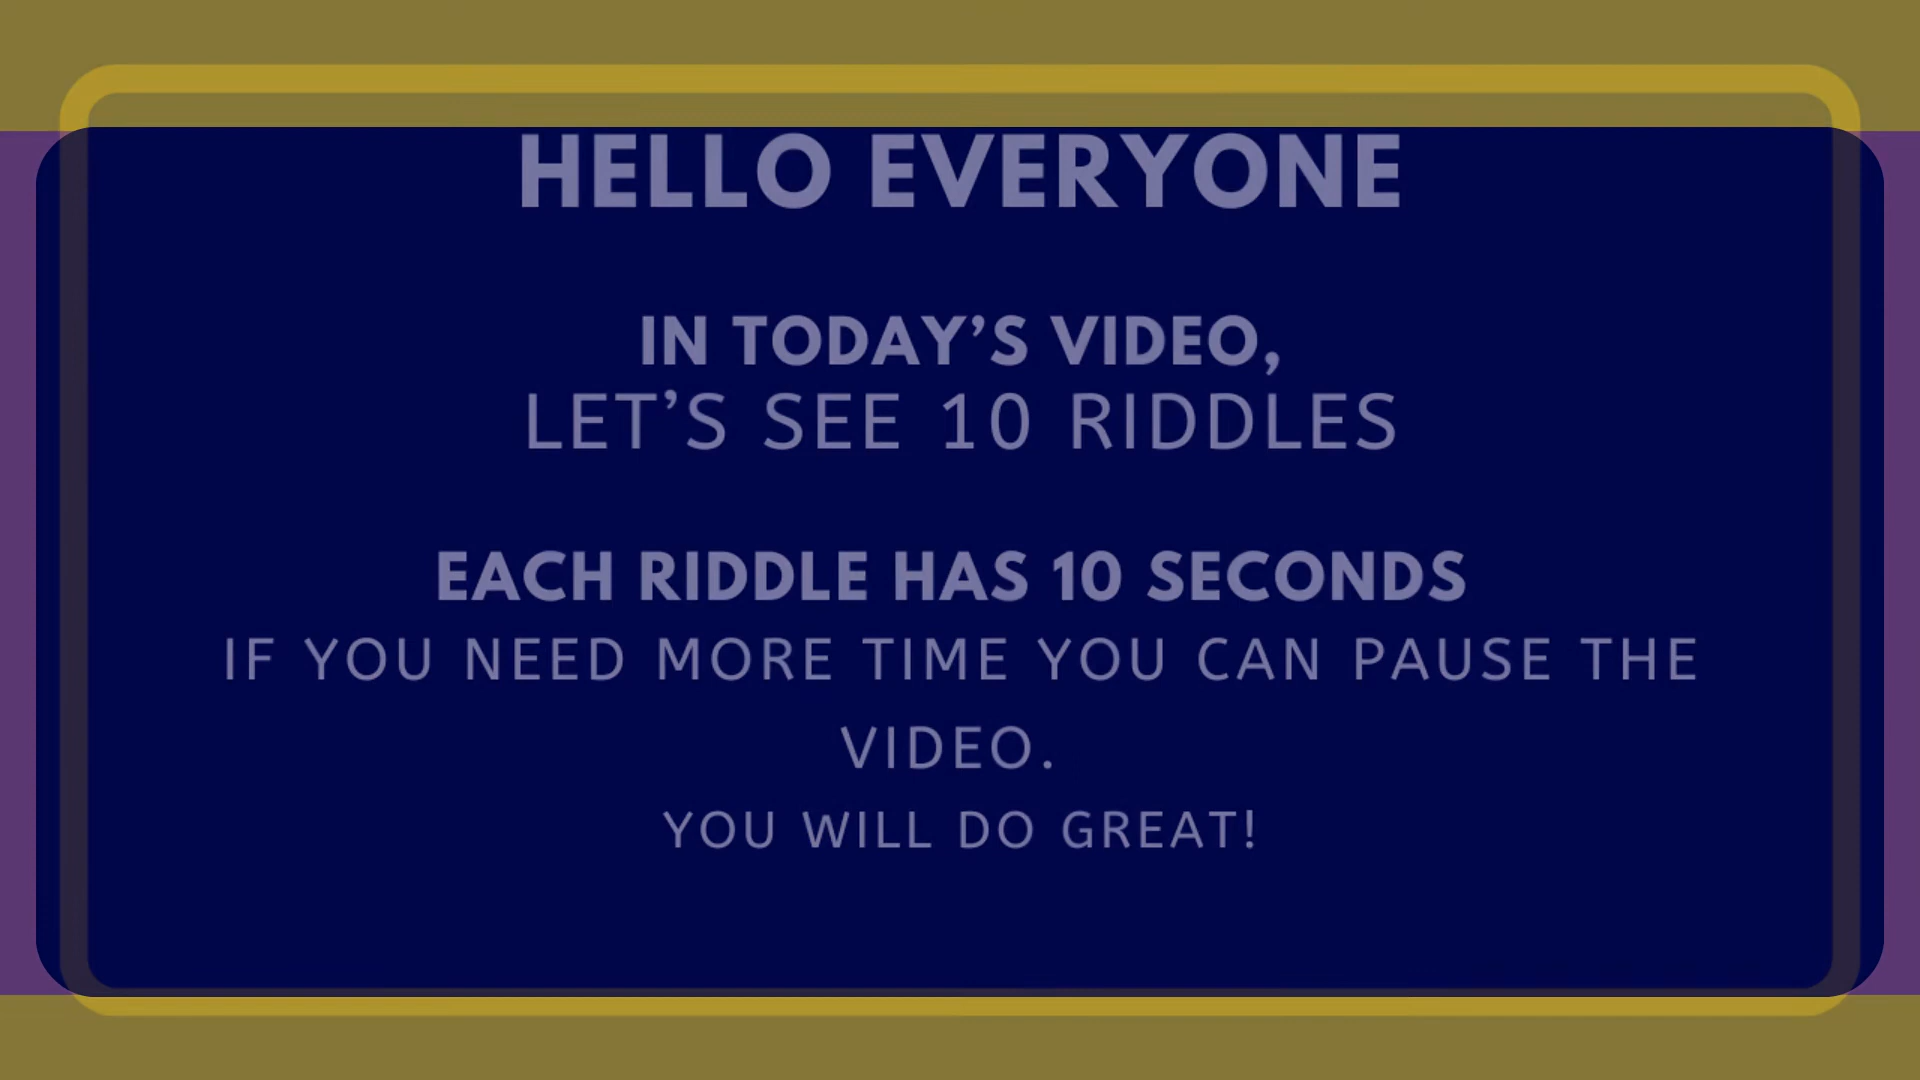 HELLO EVERYONE
IN TODAY’S VIDEO,
LET’S SEE 10 RIDDLES
EACH RIDDLE HAS 10 SECONDS
IF YOU NEED MORE TIME YOU CAN PAUSE THE
VIDEO.
YOU WILL DO GREAT!